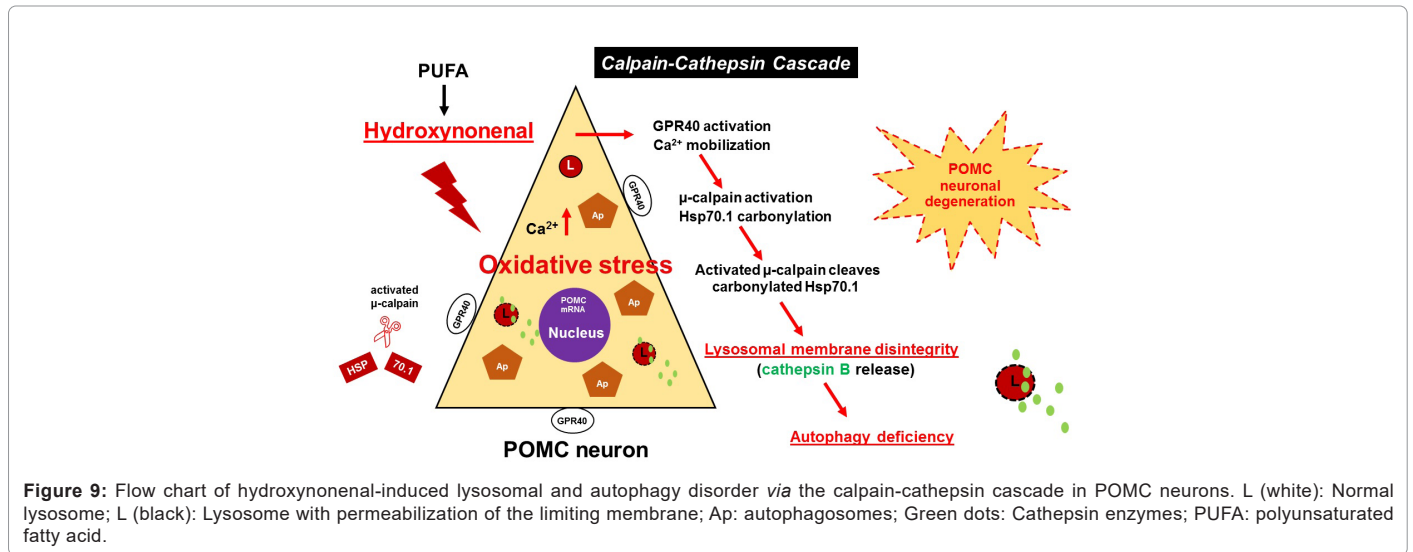 Calpain-Cathepsin Cascade
PUFA
Hydroxynonenal
L
GPR40
Ap
Ca²⁺
Oxidative stress
GPR40 activation
Ca²⁺ mobilization
µ-calpain activation
Hsp70.1 carbonylation
Activated µ-calpain cleaves
carbonylated Hsp70.1
Lysosomal membrane disintegrity
(cathepsin B release)
Autophagy deficiency
POMC
neuronal
degeneration
activated
µ-calpain
HSP
70.1
GPR40
L
POMC
mRNA
Nucleus
Ap
L
Ap
Ap
GPR40
POMC neuron
L
Figure 9: Flow chart of hydroxynonenal-induced lysosomal and autophagy disorder via the calpain-cathepsin cascade in POMC neurons. L (white): Normal
lysosome; L (black): Lysosome with permeabilization of the limiting membrane; Ap: autophagosomes; Green dots: Cathepsin enzymes; PUFA: polyunsaturated
fatty acid.